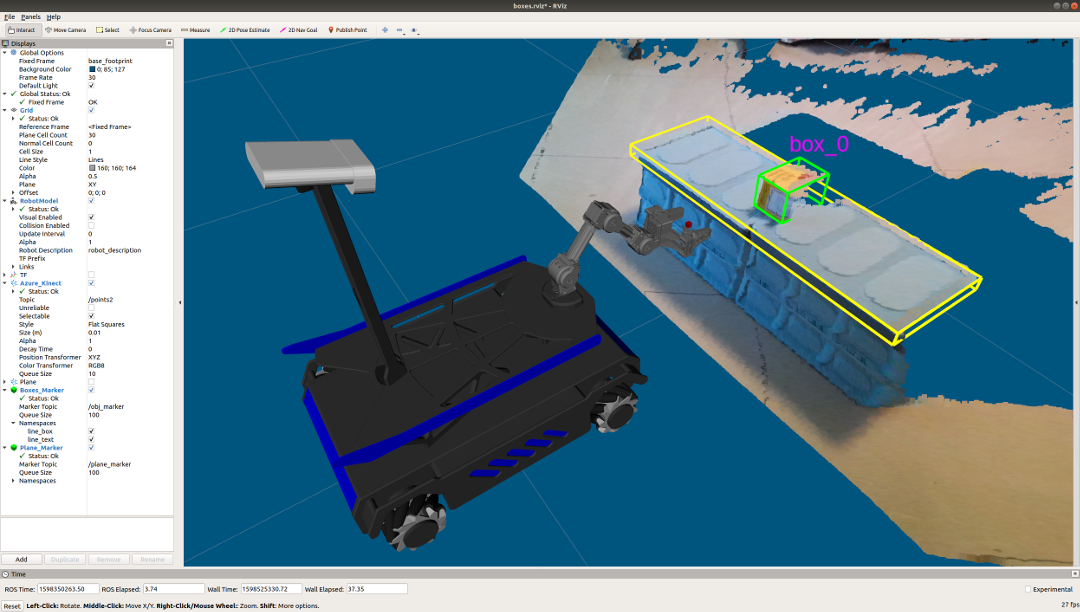 boxes.rviz* - RViz
File Panels Help
Interact Move Camera Select Focus Camera Measure 2D Pose Estimate 2D Nav Goal Publish Point
Displays
Global Options
Fixed Frame base_footprint
Background Color 0; 85; 127
Frame Rate 30
Default Light
Global Status: Ok
Fixed Frame OK
Grid
Status: Ok
Reference Frame <Fixed Frame>
Plane Cell Count 30
Normal Cell Count 0
Cell Size 1
Line Style Lines
Color 160; 160; 164
Alpha 0.5
Plane XY
Offset 0; 0; 0
RobotModel
Status: Ok
Visual Enabled
Collision Enabled
Update Interval 0
Alpha 1
Robot Description robot_description
TF Prefix
Links
TF
Azure_Kinect
Status: Ok
Topic /points2
Unreliable
Selectable
Style Flat Squares
Size (m) 0.01
Alpha 1
Decay Time 0
Position Transformer XYZ
Color Transformer RGB8
Queue Size 10
Plane
Boxes_Marker
Status: Ok
Marker Topic /obj_marker
Queue Size 100
Namespaces
line_box
line_text
Plane_Marker
Status: Ok
Marker Topic /plane_marker
Queue Size 100
Namespaces
Add Duplicate Remove Rename
box_0
Time
ROS Time: 1598350263.50 ROS Elapsed: 3.74 Wall Time: 1598525330.72 Wall Elapsed: 37.35 Experimental
Reset Left-Click: Rotate. Middle-Click: Move X/Y. Right-Click/Mouse Wheel: Zoom. Shift: More options. 27 fps